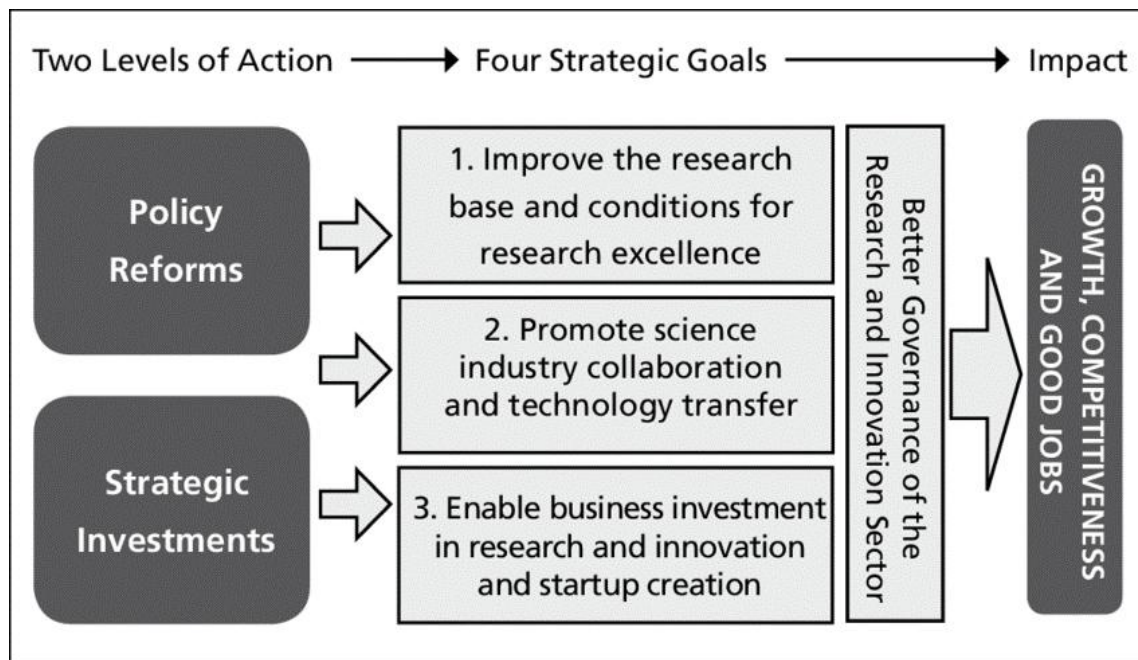 Two Levels of Action
Four Strategic Goals
Impact
Policy
Reforms
Strategic
Investments
1. Improve the research
base and conditions for
research excellence
2. Promote science
industry collaboration
and technology transfer
3. Enable business investment
in research and innovation
and startup creation
Better Governance of the
Research and Innovation Sector
GROWTH, COMPETITIVENESS
AND GOOD JOBS